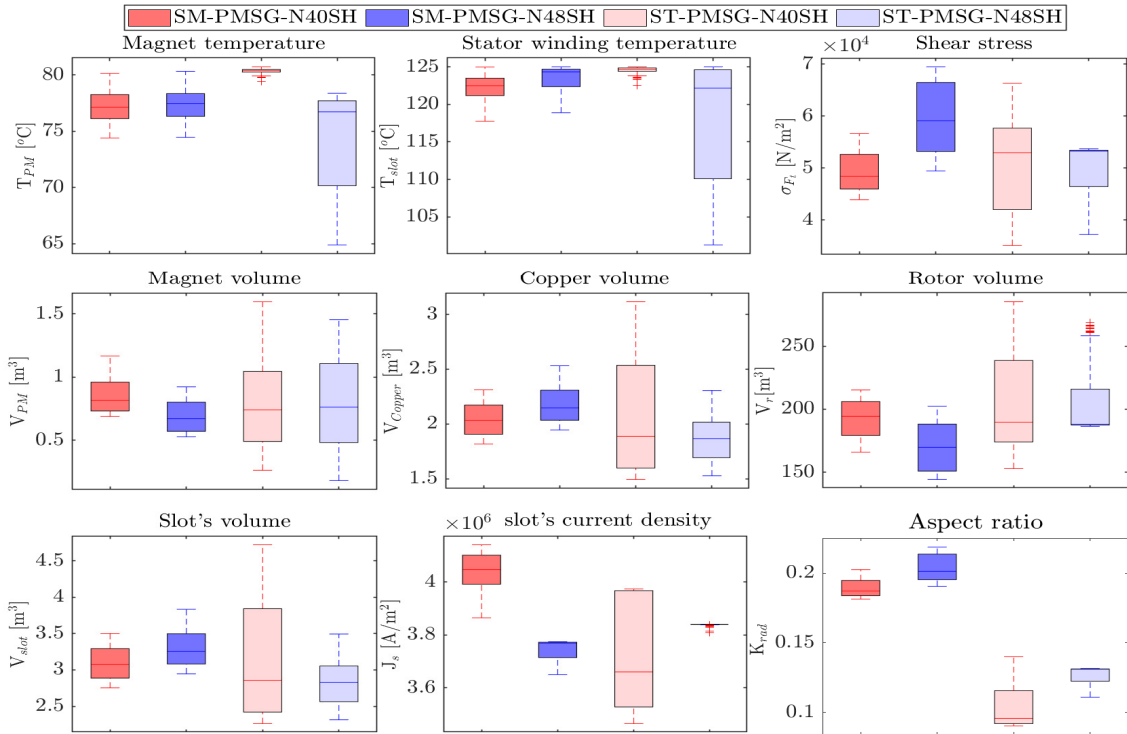 SM-PMSG-N40SH SM-PMSG-N48SH ST-PMSG-N40SH ST-PMSG-N48SH
Magnet temperature
T_PM [°C]
80
75
70
65
Stator winding temperature
T_slot [°C]
125
120
115
110
105
Shear stress
×10^4
σ_{F_t} [N/m^2]
7
6
5
4
Magnet volume
V_PM [m^3]
1.5
1
0.5
Copper volume
V_Copper [m^3]
3
2.5
2
1.5
Rotor volume
V_r[m^3]
250
200
150
Slot's volume
V_slot [m^3]
4.5
4
3.5
3
2.5
slot's current density
×10^6
J_s [A/m^2]
4
3.8
3.6
Aspect ratio
K_rad
0.2
0.15
0.1